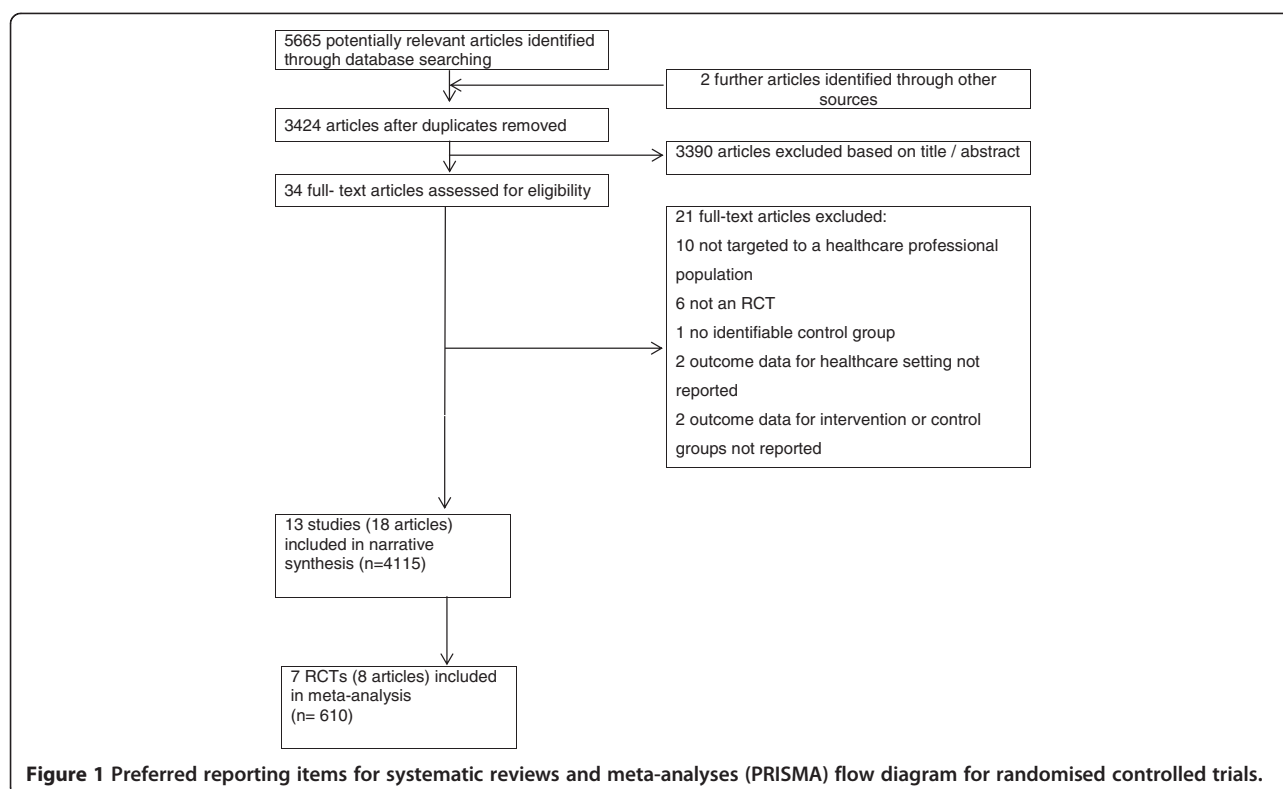 5665 potentially relevant articles identified
through database searching
2 further articles identified through other
sources
3424 articles after duplicates removed
3390 articles excluded based on title / abstract
34 full- text articles assessed for eligibility
21 full-text articles excluded:
10 not targeted to a healthcare professional
population
6 not an RCT
1 no identifiable control group
2 outcome data for healthcare setting not
reported
2 outcome data for intervention or control
groups not reported
13 studies (18 articles)
included in narrative
synthesis (n=4115)
7 RCTs (8 articles) included
in meta-analysis
(n= 610)
Figure 1 Preferred reporting items for systematic reviews and meta-analyses (PRISMA) flow diagram for randomised controlled trials.